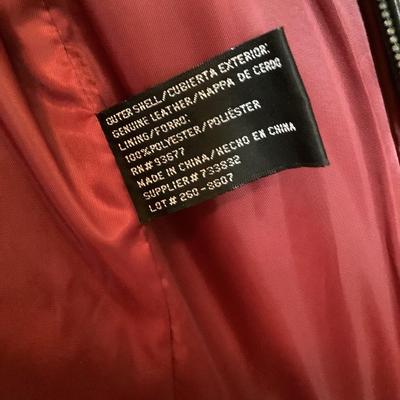 OUTER SHELL/CUBIERTA EXTERIOR:
GENUINE LEATHER/NAPPA DE CERDO
LINING/FORRO:
100%POLYESTER/POLIÉSTER
RN# 93677
MADE IN CHINA/HECHO EN CHINA
SUPPLIER# 733832
LOT# 260-8607